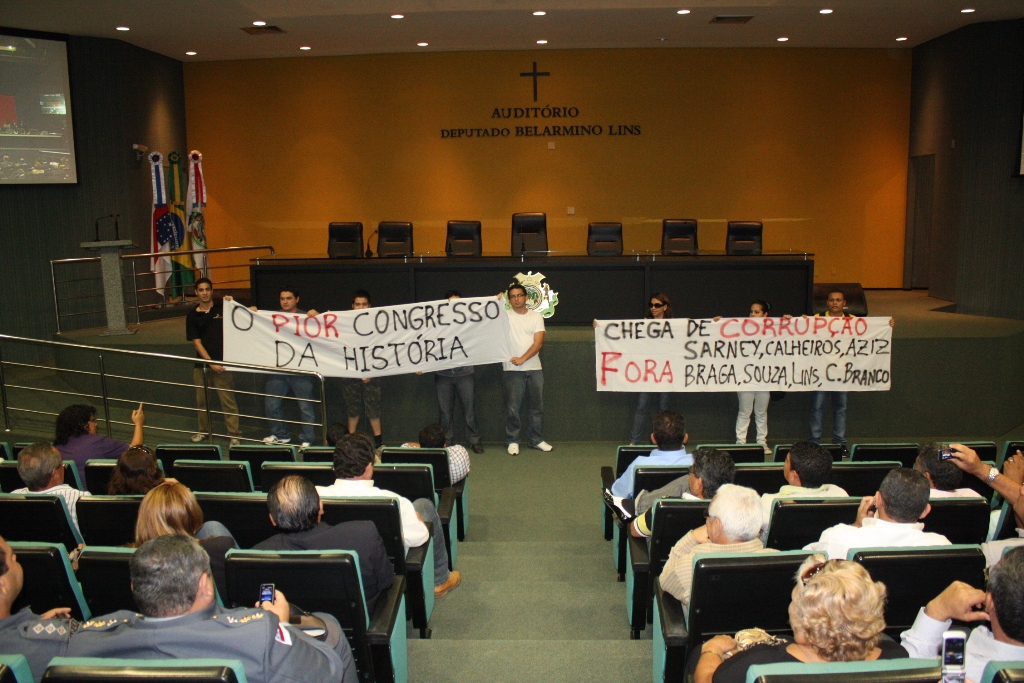 AUDITÓRIO
DEPUTADO BELARMINO LINS
O PIOR CONGRESSO
DA HISTÓRIA
CHEGA DE CORRUPÇÃO
FORA SARNEY, CALHEIROS, AZIZ
BRAGA, SOUZA, LINS, C. BRANCO